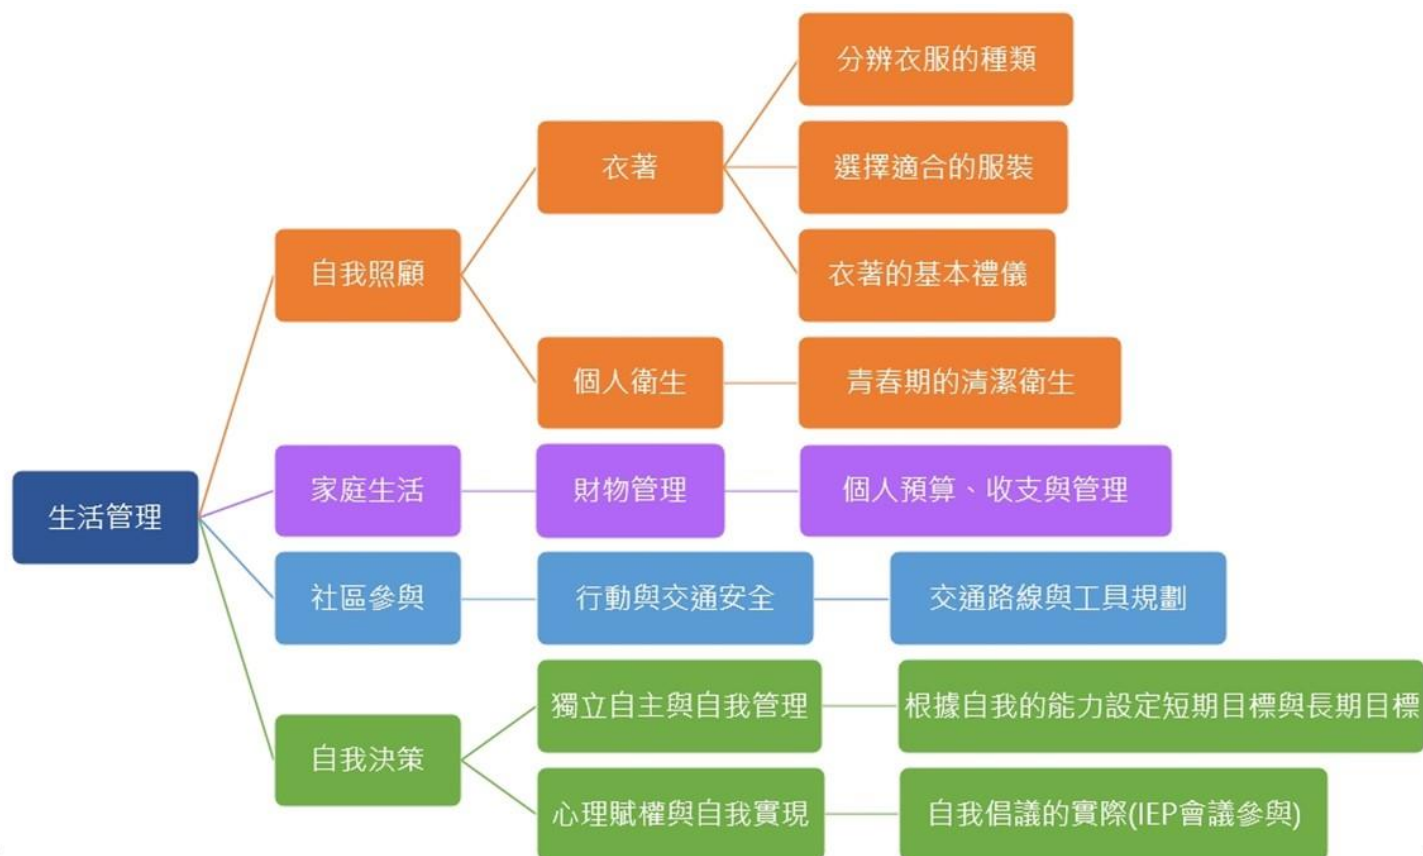 生活管理
自我照顧
衣著
分辨衣服的種類
選擇適合的服裝
衣著的基本禮儀
個人衛生
青春期的清潔衛生
家庭生活
財物管理
個人預算、收支與管理
社區參與
行動與交通安全
交通路線與工具規劃
自我決策
獨立自主與自我管理
根據自我的能力設定短期目標與長期目標
心理賦權與自我實現
自我倡議的實際(IEP會議參與)